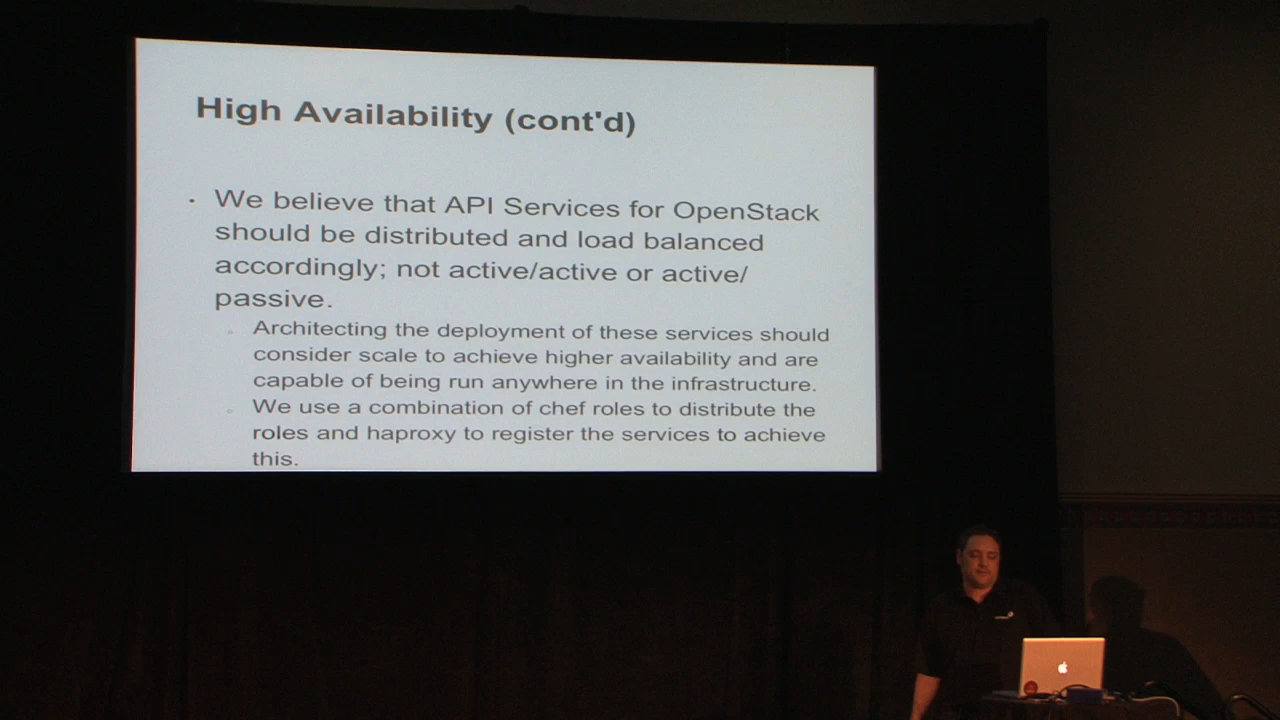 High Availability (cont'd)
We believe that API Services for OpenStack
should be distributed and load balanced
accordingly; not active/active or active/
passive.
Architecting the deployment of these services should
consider scale to achieve higher availability and are
capable of being run anywhere in the infrastructure.
We use a combination of chef roles to distribute the
roles and haproxy to register the services to achieve
this.